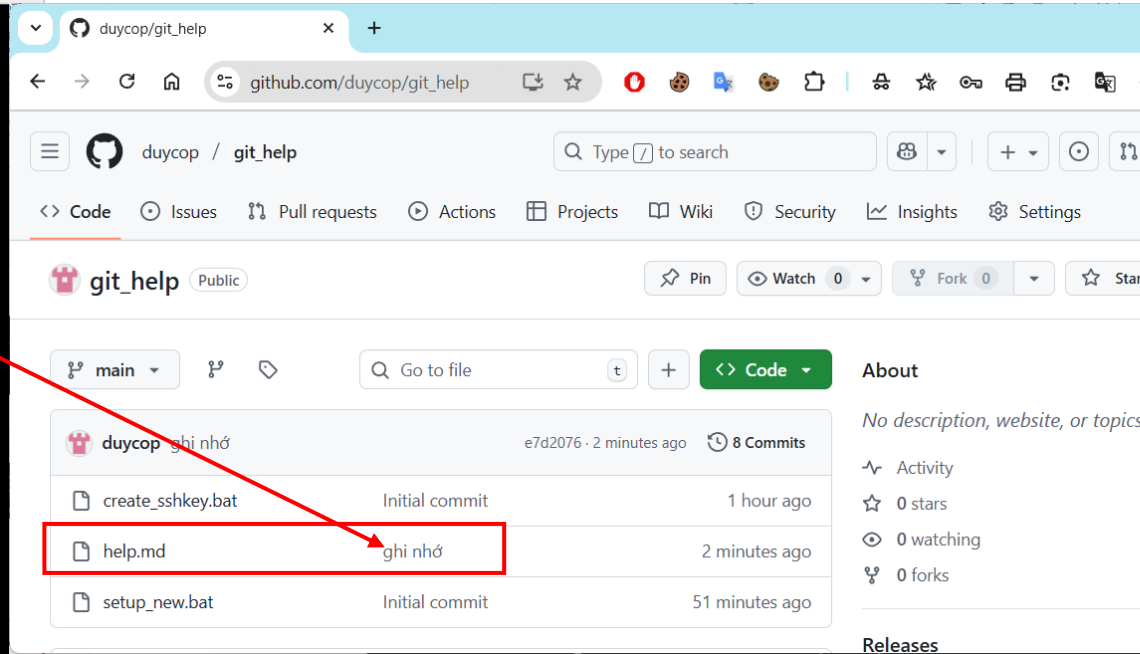 duycop/git_help
github.com/duycop/git_help
duycop / git_help
Type / to search
Code Issues Pull requests Actions Projects Wiki Security Insights Settings
git_help Public Pin Watch 0 Fork 0
main Go to file t Code About
No description, website, or topics
duycop ghi nhớ e7d2076 · 2 minutes ago 8 Commits
Activity
create_sshkey.bat Initial commit 1 hour ago
0 stars
help.md ghi nhớ 2 minutes ago
0 watching
0 forks
setup_new.bat Initial commit 51 minutes ago
Releases